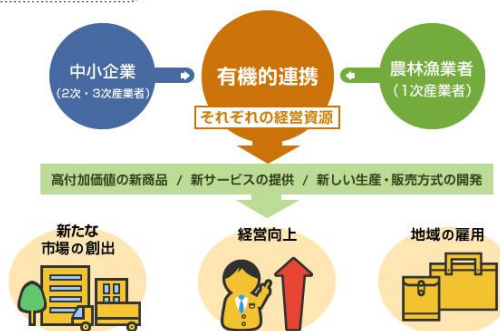 中小企業
(2次・3次産業者)
有機的連携
それぞれの経営資源
農林漁業者
(1次産業者)
高付加価値の新商品 / 新サービスの提供 / 新しい生産・販売方式の開発
新たな
市場の創出
経営向上
地域の雇用